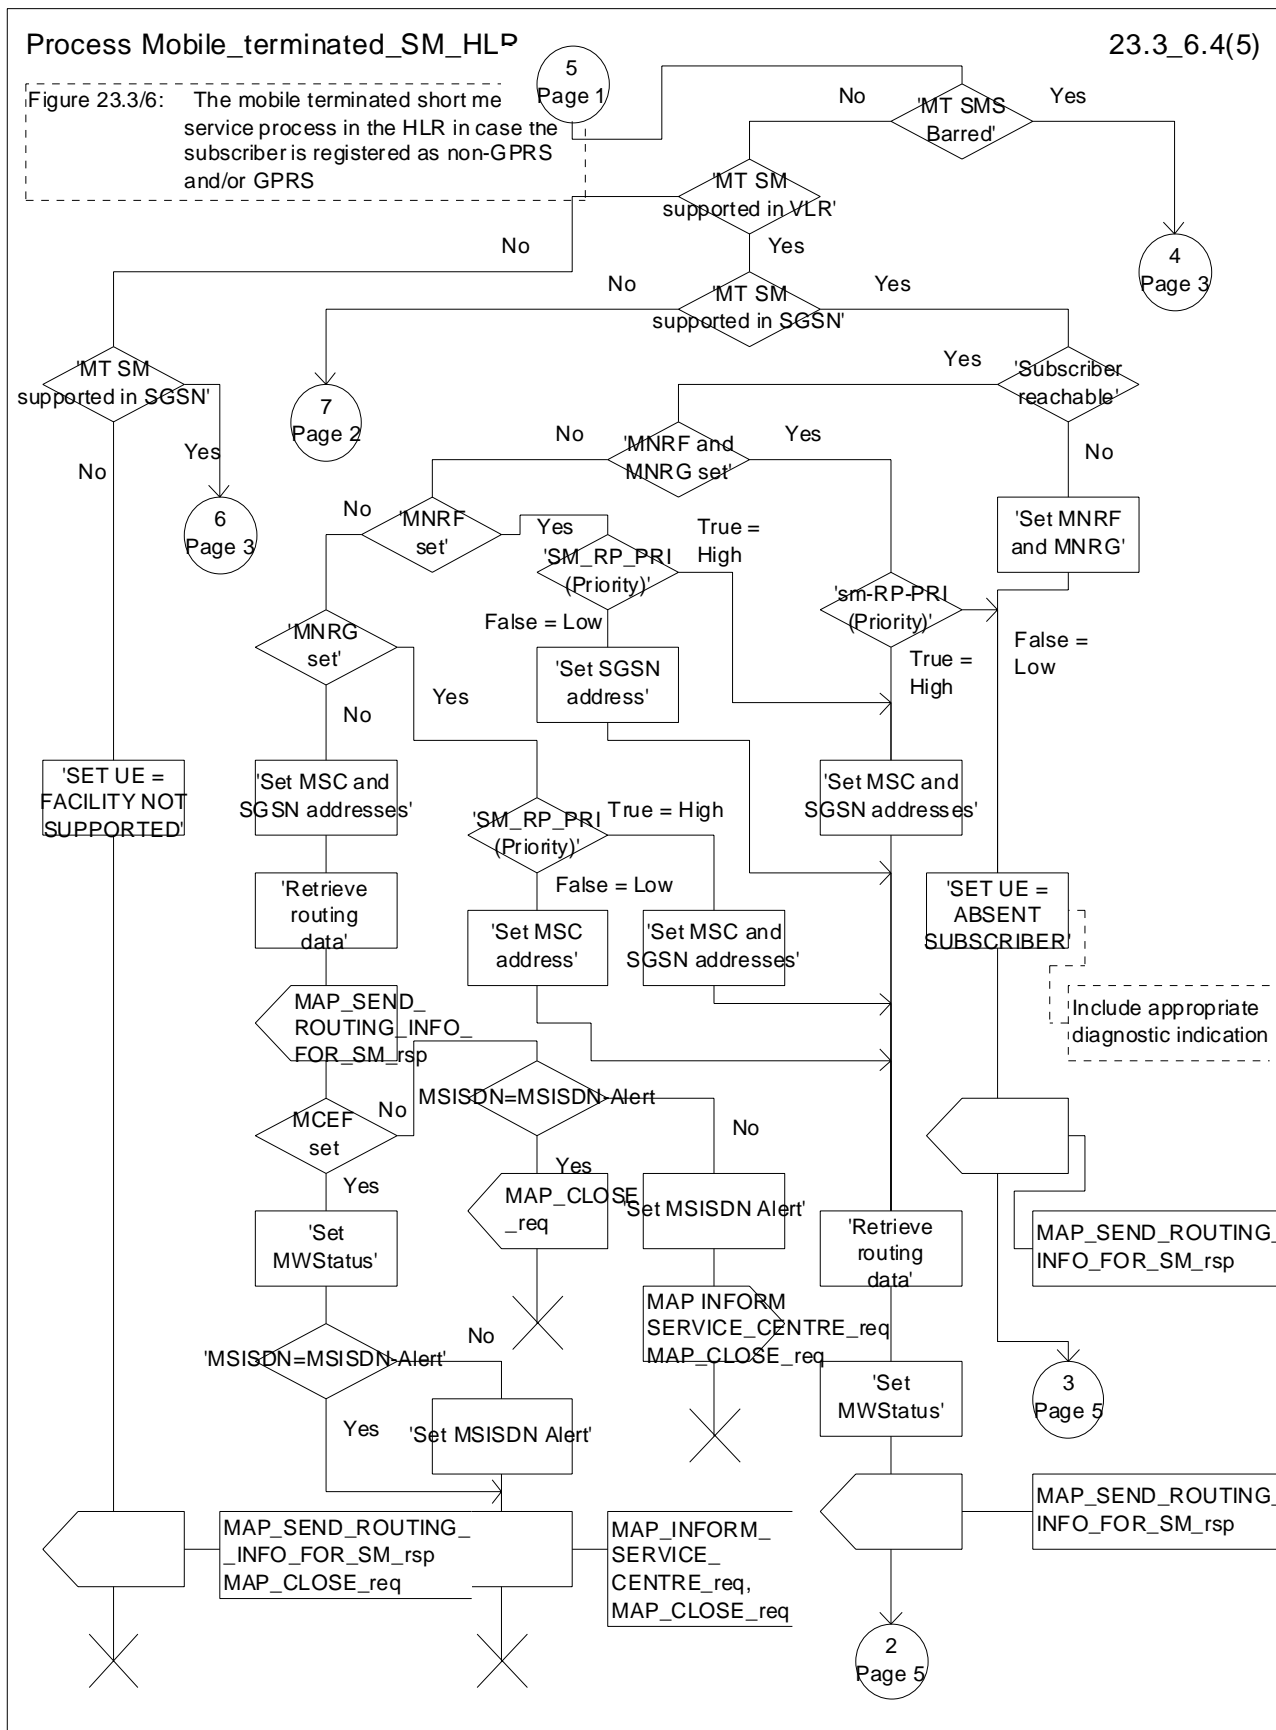 Process Mobile_terminated_SM_HLR
23.3_6.4(5)
5
Page 1
Figure 23.3/6: The mobile terminated short me
service process in the HLR in case the
subscriber is registered as non-GPRS
and/or GPRS
No
'MT SMS
Barred'
Yes
'MT SM
supported in VLR'
No
Yes
4
Page 3
No
'MT SM
supported in SGSN'
Yes
'MT SM
supported in SGSN'
Yes
'Subscriber
reachable'
7
Page 2
No
Yes
No
'MNRF and
MNRG set'
Yes
No
6
Page 3
No
'MNRF
set'
Yes
True =
High
'Set MNRF
and MNRG'
'SM_RP_PRI
(Priority)'
'sm-RP-PRI
(Priority)'
False = Low
'MNRG
set'
Yes
No
'Set SGSN
address'
True =
High
False =
Low
'SET UE =
FACILITY NOT
SUPPORTED'
'Set MSC and
SGSN addresses'
'SM_RP_PRI
(Priority)'
True = High
'Set MSC and
SGSN addresses'
False = Low
'Retrieve
routing
data'
'Set MSC
address'
'Set MSC and
SGSN addresses'
'SET UE =
ABSENT
SUBSCRIBER'
MAP_SEND_
ROUTING_INFO_
FOR_SM_rsp
Include appropriate
diagnostic indication
MCEF
set
No
MSISDN=MSISDN-Alert
No
Yes
Yes
MAP_CLOSE
_req
'Set MSISDN Alert'
'Set
MWStatus'
'Retrieve
routing
data'
MAP_SEND_ROUTING_
INFO_FOR_SM_rsp
MAP INFORM
SERVICE_CENTRE_req
MAP_CLOSE_req
'MSISDN=MSISDN-Alert'
No
Yes
'Set MSISDN Alert'
'Set
MWStatus'
3
Page 5
MAP_SEND_ROUTING_
_INFO_FOR_SM_rsp
MAP_CLOSE_req
MAP_INFORM_
SERVICE_
CENTRE_req,
MAP_CLOSE_req
MAP_SEND_ROUTING_
INFO_FOR_SM_rsp
2
Page 5